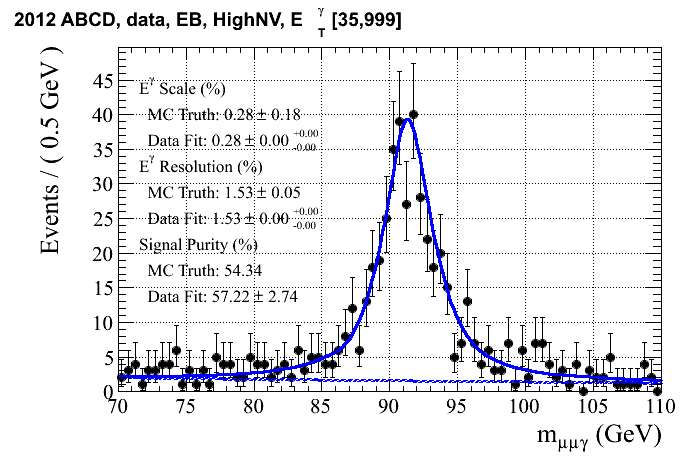 2012 ABCD, data, EB, HighNV, E^γ_T [35,999]
Events / ( 0.5 GeV )
45
40
35
30
25
20
15
10
5
0
E^γ Scale (%)
MC Truth: 0.28 ± 0.18
Data Fit: 0.28 ± 0.00 +0.00 -0.00
E^γ Resolution (%)
MC Truth: 1.53 ± 0.05
Data Fit: 1.53 ± 0.00 +0.00 -0.00
Signal Purity (%)
MC Truth: 54.34
Data Fit: 57.22 ± 2.74
70 75 80 85 90 95 100 105 110
m_μμγ (GeV)